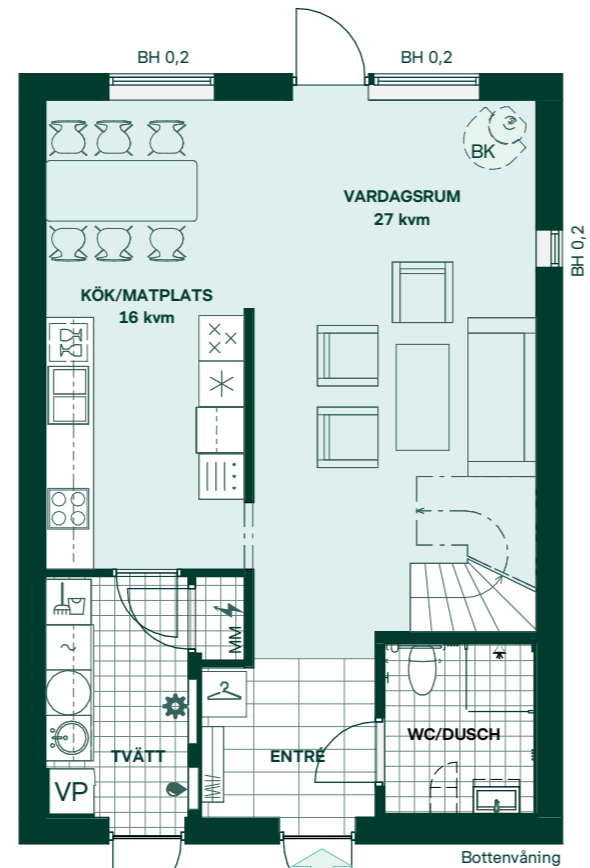 BH 0,2
BH 0,2
BK
VARDAGSRUM
27 kvm
BH 0,2
KÖK/MATPLATS
16 kvm
MM
WC/DUSCH
TVÄTT
ENTRÉ
VP
Bottenvåning